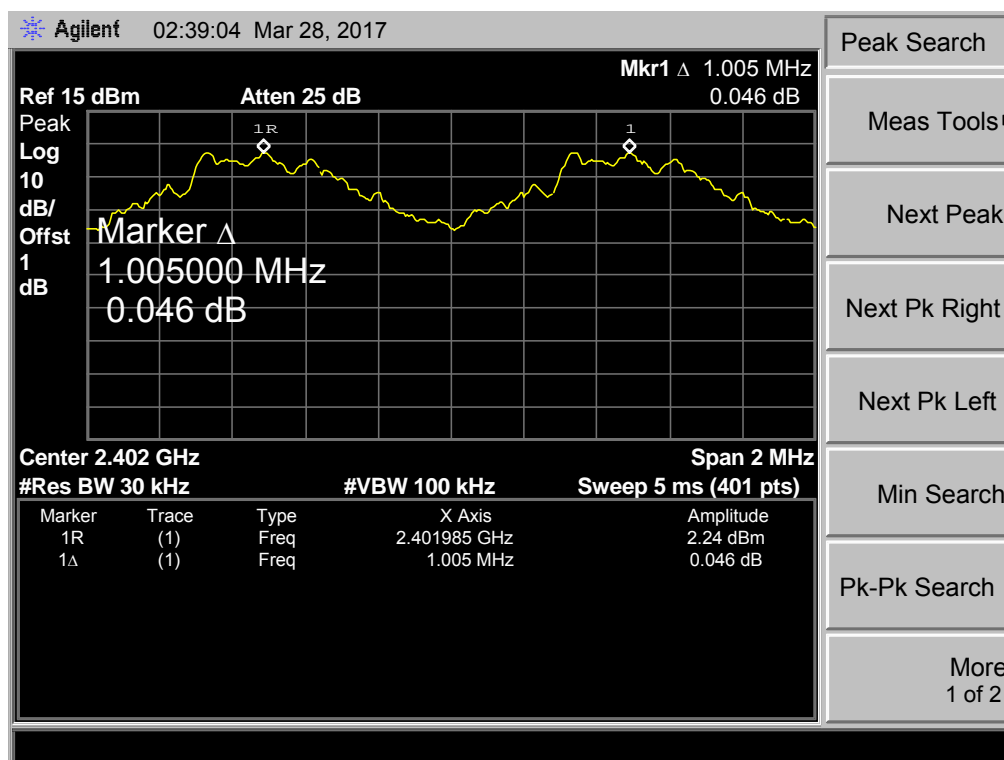 Agilent 02:39:04 Mar 28, 2017
Mkr1 Δ 1.005 MHz
Ref 15 dBm Atten 25 dB 0.046 dB
Peak
Log
10
dB/
Offst
1
dB
1R
1
Marker Δ
1.005000 MHz
0.046 dB
Center 2.402 GHz Span 2 MHz
#Res BW 30 kHz #VBW 100 kHz Sweep 5 ms (401 pts)
Marker Trace Type X Axis Amplitude
1R (1) Freq 2.401985 GHz 2.24 dBm
1Δ (1) Freq 1.005 MHz 0.046 dB
Peak Search
Meas Tools
Next Peak
Next Pk Right
Next Pk Left
Min Search
Pk-Pk Search
More
1 of 2